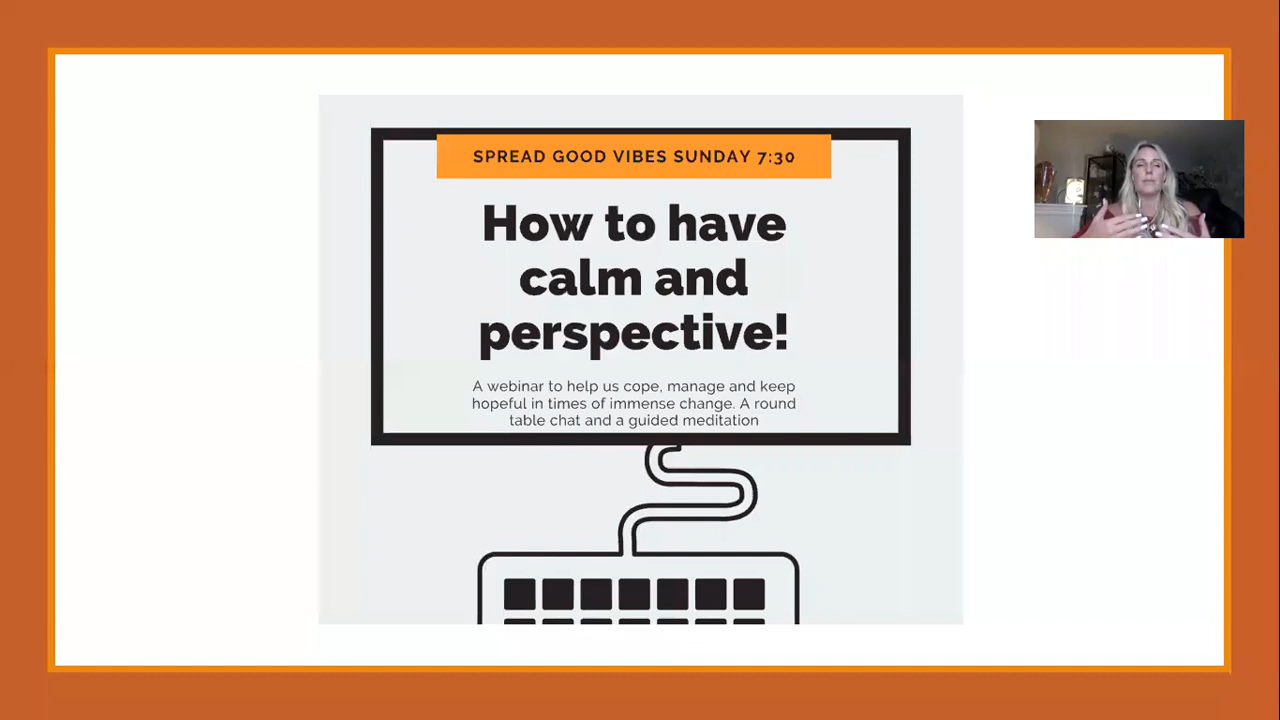 SPREAD GOOD VIBES SUNDAY 7:30
How to have
calm and
perspective!
A webinar to help us cope, manage and keep
hopeful in times of immense change. A round
table chat and a guided meditation